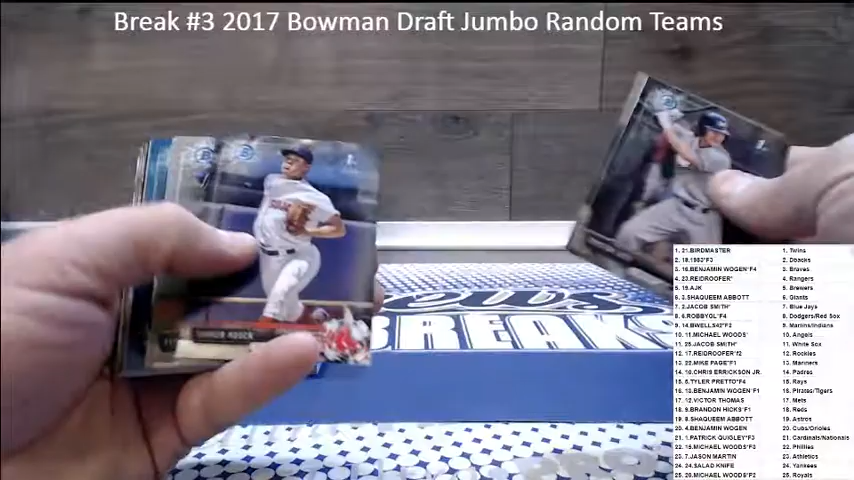 Break #3 2017 Bowman Draft Jumbo Random Teams
BREAKS
1. 21.BIRDMASTER 1. Twins
2. 18.1983*F3 2. Dbacks
3. 16.BENJAMIN WOGEN*F4 3. Braves
4. 23.REIDROOFER* 4. Rangers
5. 19.AJK 5. Brewers
6. 3.SHAQUEEM ABBOTT 6. Giants
7. 2.JACOB SMITH* 7. Blue Jays
8. 6.ROBBYOL*F4 8. Dodgers/Red Sox
9. 14.BWELLS42*F2 9. Marlins/Indians
10. 11.MICHAEL WOODS* 10. Angels
11. 25.JACOB SMITH* 11. White Sox
12. 17.REIDROOFER*f2 12. Rockies
13. 22.MIKE PAGE*F1 13. Mariners
14. 10.CHRIS ERRICKSON JR. 14. Padres
15. 5.TYLER PRETTO*F4 15. Rays
16. 13.BENJAMIN WOGEN*F1 16. Pirates/Tigers
17. 12.VICTOR THOMAS 17. Mets
18. 9.BRANDON HICKS*F1 18. Reds
19. 8.SHAQUEEM ABBOTT 19. Astros
20. 4.BENJAMIN WOGEN 20. Cubs/Orioles
21. 1.PATRICK QUIGLEY*F3 21. Cardinals/Nationals
22. 15.MICHAEL WOODS*F3 22. Phillies
23. 7.JASON MARTIN 23. Athletics
24. 24.SALAD KNIFE 24. Yankees
25. 20.MICHAEL WOODS*F2 25. Royals